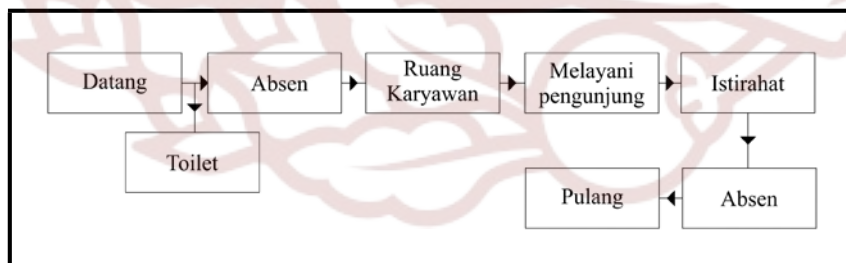 Datang
Absen
Ruang
Karyawan
Melayani
pengunjung
Istirahat
Toilet
Pulang
Absen